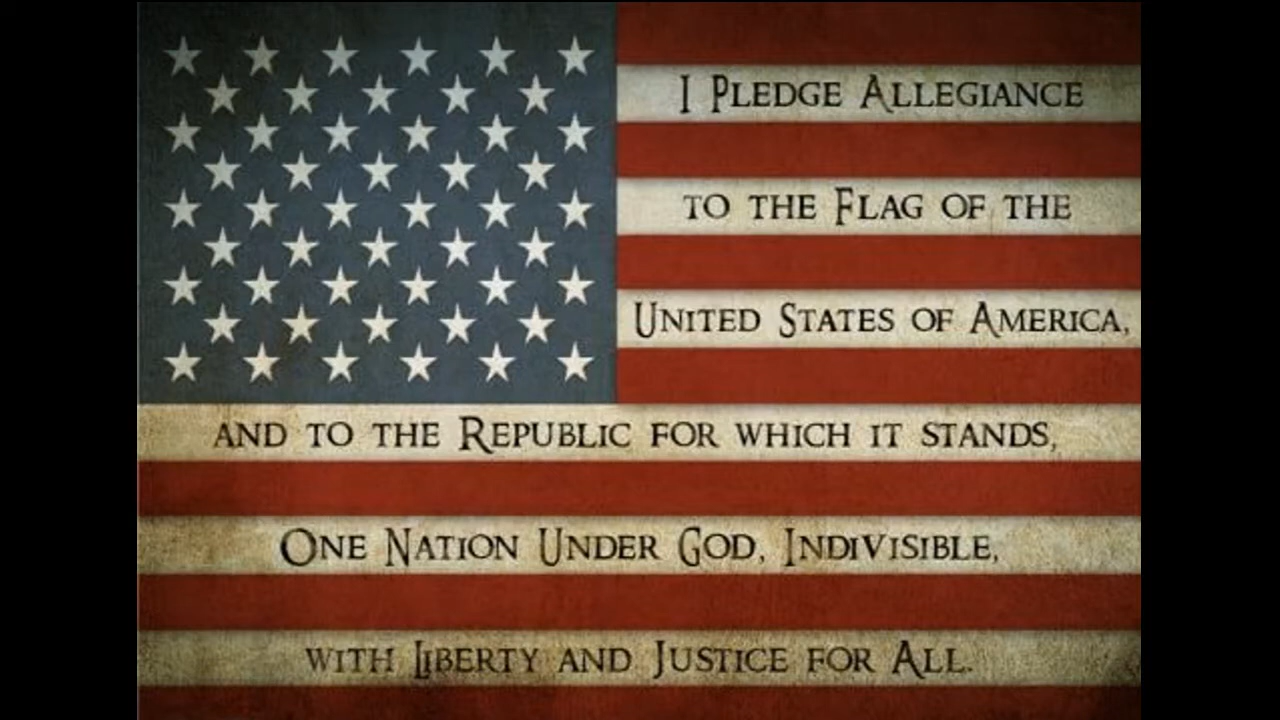 I Pledge Allegiance
to the Flag of the
United States of America,
and to the Republic for which it stands,
One Nation Under God, Indivisible,
with Liberty and Justice for All.